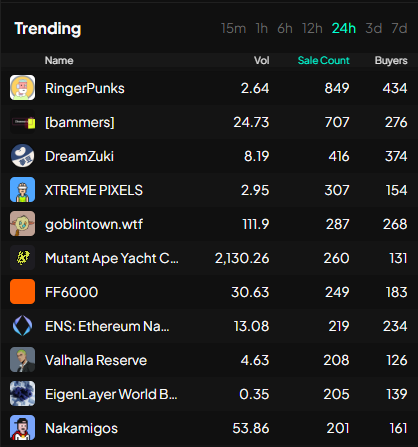 Trending 15m 1h 6h 12h 24h 3d 7d
Name Vol Sale Count Buyers
RingerPunks 2.64 849 434
[bammers] 24.73 707 276
DreamZuki 8.19 416 374
XTREME PIXELS 2.95 307 154
goblintown.wtf 111.9 287 268
Mutant Ape Yacht C... 2,130.26 260 131
FF6000 30.63 249 183
ENS: Ethereum Na... 13.08 219 234
Valhalla Reserve 4.63 208 126
EigenLayer World B... 0.35 205 139
Nakamigos 53.86 201 161